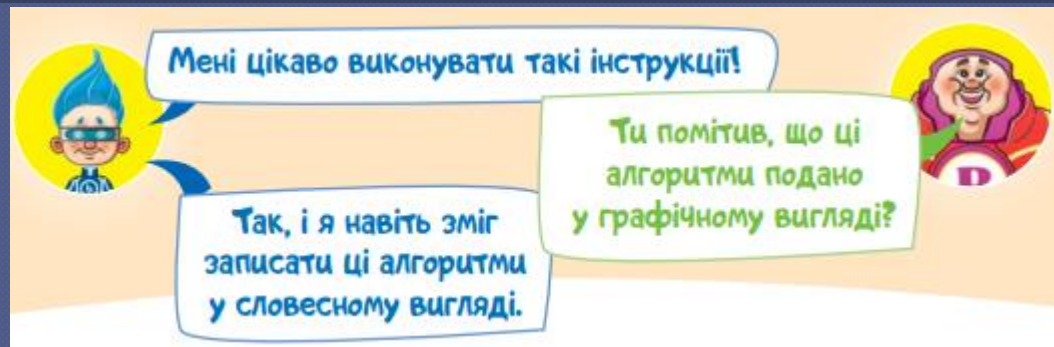 Мені цікаво виконувати такі інструкції!
Ти помітив, що ці
алгоритми подано
у графічному вигляді?
Так, і я навіть зміг
записати ці алгоритми
у словесному вигляді.